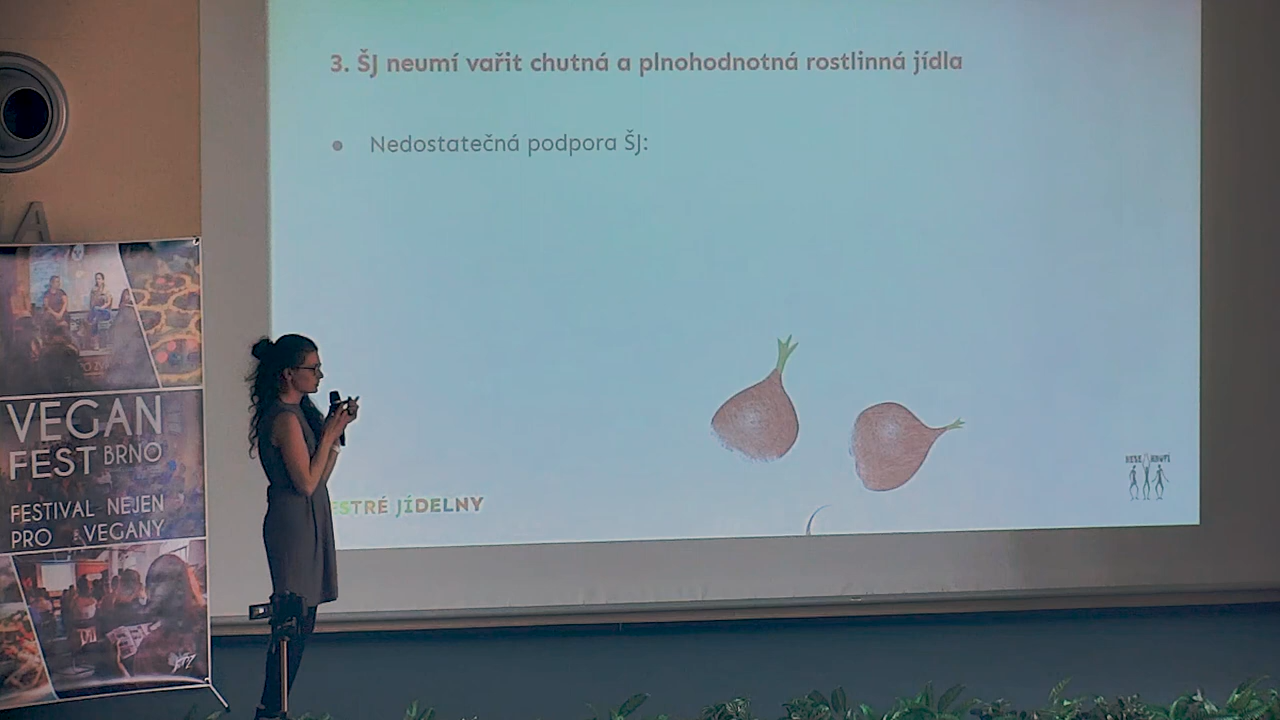 3. ŠJ neumí vařit chutná a plnohodnotná rostlinná jídla
● Nedostatečná podpora ŠJ:
A
VEGAN
FEST BRNO
FESTIVAL NEJEN
PRO VEGANY
ESTRÉ JÍDELNY